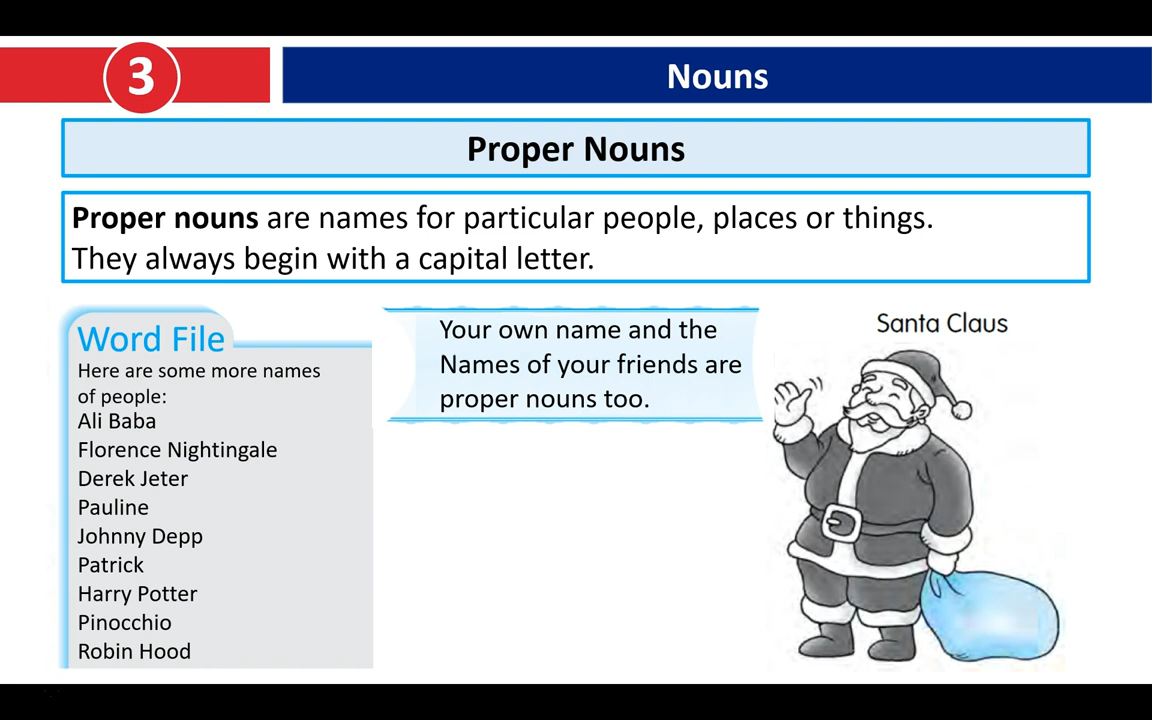 3
Nouns
Proper Nouns
Proper nouns are names for particular people, places or things.
They always begin with a capital letter.
Word File
Here are some more names
of people:
Ali Baba
Florence Nightingale
Derek Jeter
Pauline
Johnny Depp
Patrick
Harry Potter
Pinocchio
Robin Hood
Your own name and the
Names of your friends are
proper nouns too.
Santa Claus